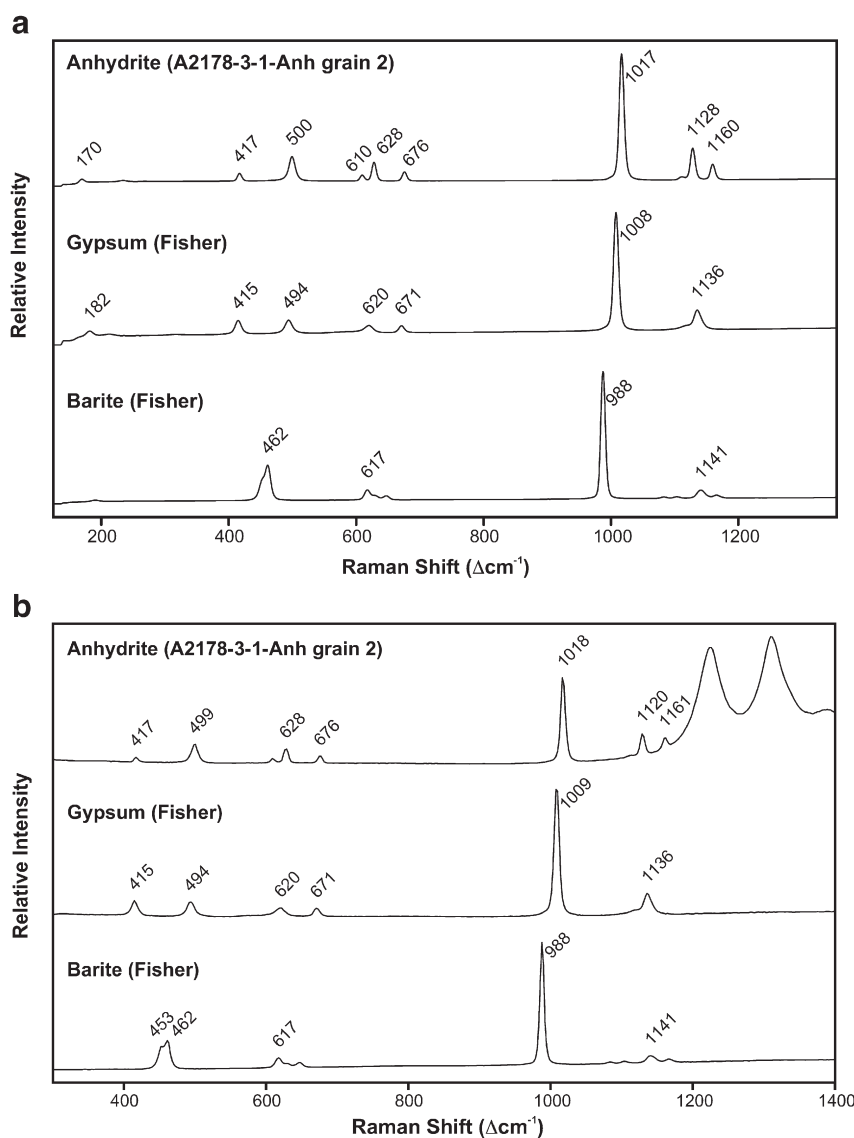 a
Anhydrite (A2178-3-1-Anh grain 2)
170
417
500
610
628
676
1017
1128
1160
Gypsum (Fisher)
182
415
494
620
671
1008
1136
Barite (Fisher)
462
617
988
1141
Relative Intensity
200 400 600 800 1000 1200
Raman Shift (Δcm⁻¹)
b
Anhydrite (A2178-3-1-Anh grain 2)
417
499
628
676
1018
1120
1161
Gypsum (Fisher)
415
494
620
671
1009
1136
Barite (Fisher)
453
462
617
988
1141
Relative Intensity
400 600 800 1000 1200 1400
Raman Shift (Δcm⁻¹)